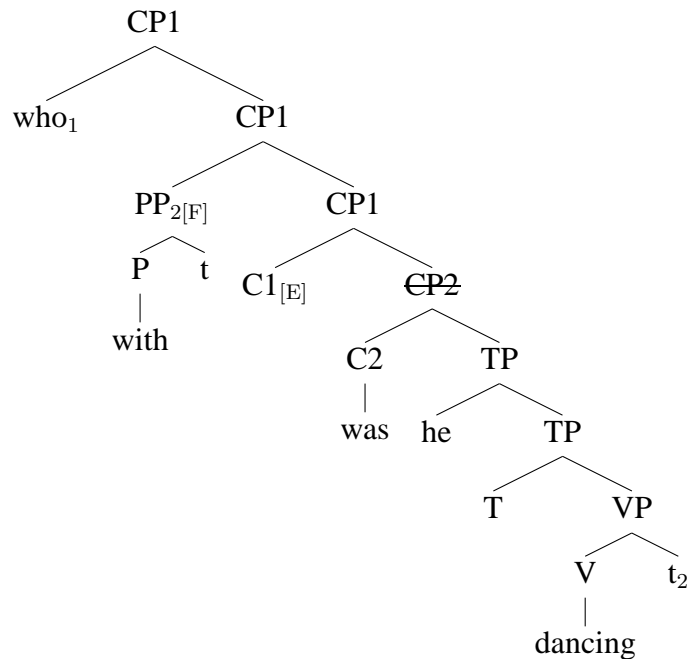 CP1
who₁ CP1
PP₂[F] CP1
P t C1[E] CP2
with C2 TP
was he TP
T VP
V t₂
dancing